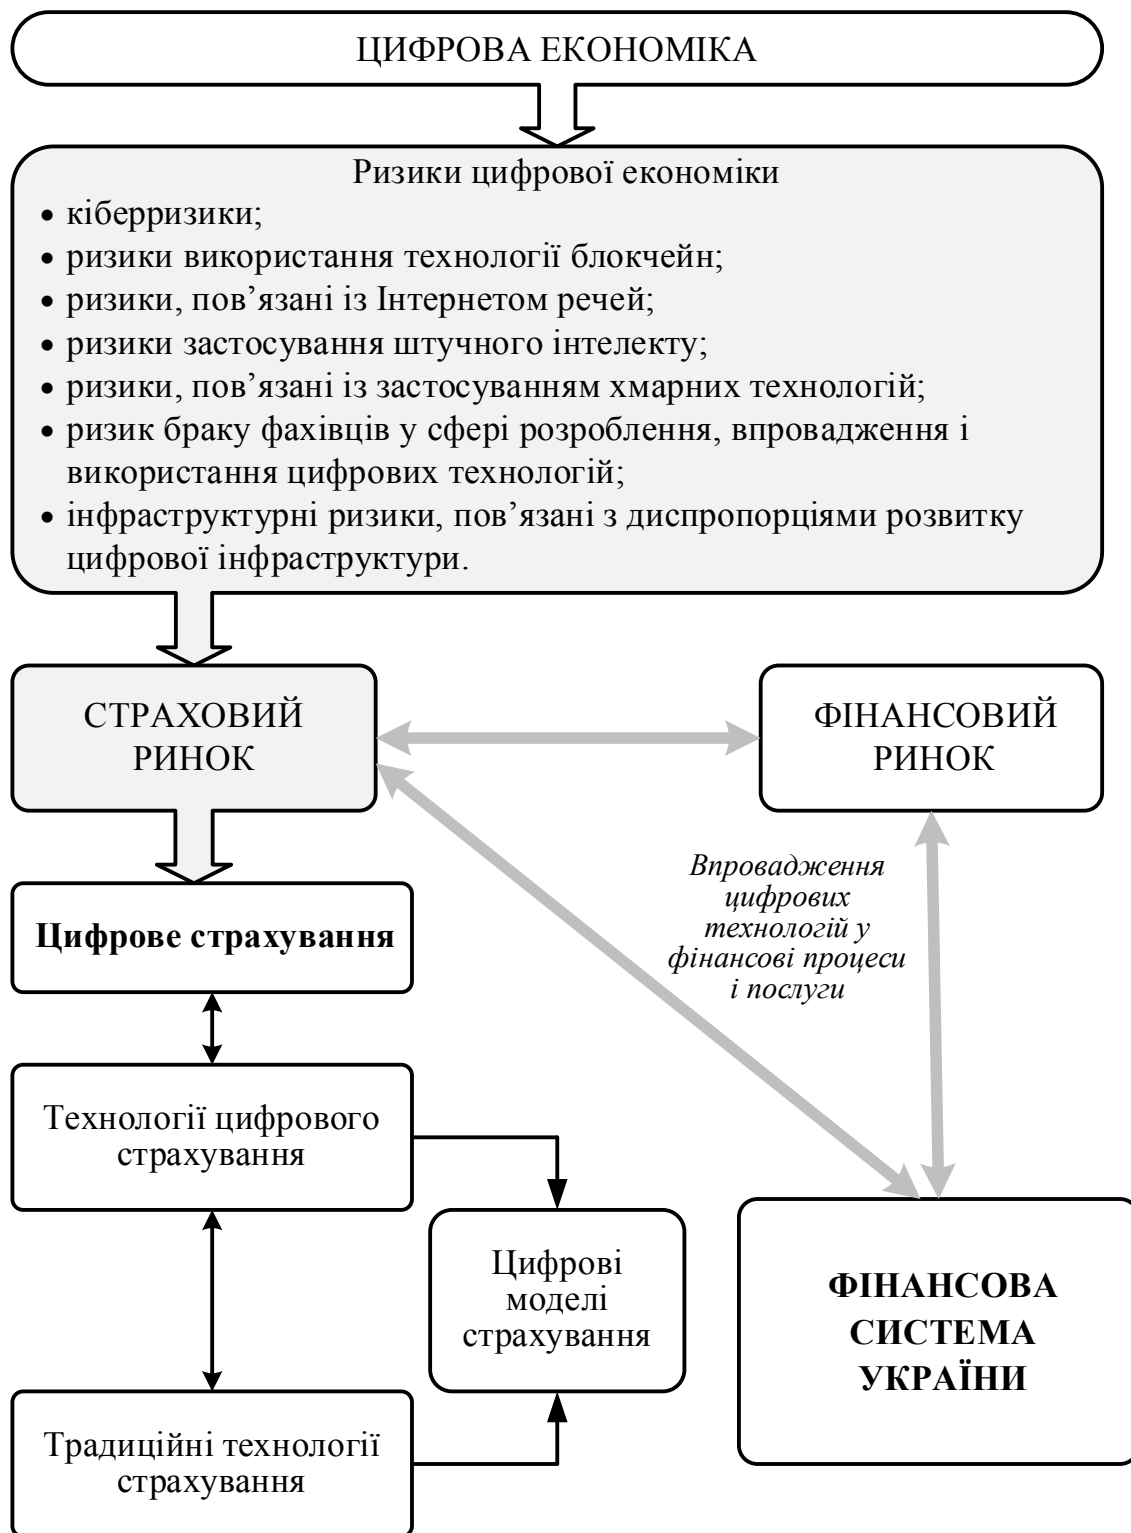 ЦИФРОВА ЕКОНОМІКА
Ризики цифрової економіки
• кіберризики;
• ризики використання технології блокчейн;
• ризики, пов’язані із Інтернетом речей;
• ризики застосування штучного інтелекту;
• ризики, пов’язані із застосуванням хмарних технологій;
• ризик браку фахівців у сфері розроблення, впровадження і
використання цифрових технологій;
• інфраструктурні ризики, пов’язані з диспропорціями розвитку
цифрової інфраструктури.
СТРАХОВИЙ
РИНОК
ФІНАНСОВИЙ
РИНОК
Впровадження
цифрових
технологій у
фінансові процеси
і послуги
Цифрове страхування
Технології цифрового
страхування
Цифрові
моделі
страхування
ФІНАНСОВА
СИСТЕМА
УКРАЇНИ
Традиційні технології
страхування